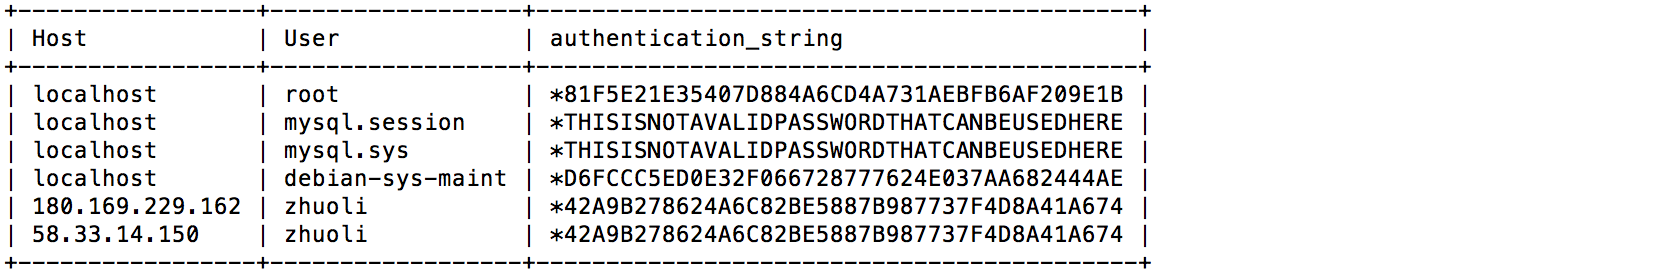 +-----------------+-----------------+-------------------------------------------+
| Host            | User            | authentication_string                     |
+-----------------+-----------------+-------------------------------------------+
| localhost       | root            | *81F5E21E35407D884A6CD4A731AEBFB6AF209E1B |
| localhost       | mysql.session   | *THISISNOTAVALIDPASSWORDTHATCANBEUSEDHERE |
| localhost       | mysql.sys       | *THISISNOTAVALIDPASSWORDTHATCANBEUSEDHERE |
| localhost       | debian-sys-maint | *D6FCCC5ED0E32F066728777624E037AA682444AE |
| 180.169.229.162 | zhuoli          | *42A9B278624A6C82BE5887B987737F4D8A41A674 |
| 58.33.14.150    | zhuoli          | *42A9B278624A6C82BE5887B987737F4D8A41A674 |
+-----------------+-----------------+-------------------------------------------+